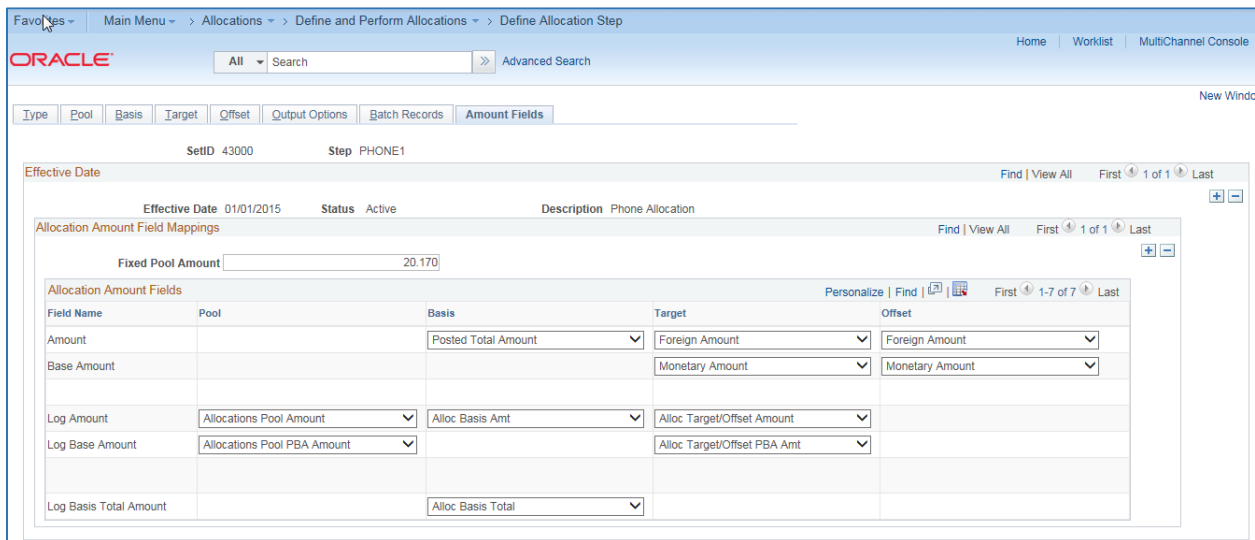 Favorites Main Menu > Allocations > Define and Perform Allocations > Define Allocation Step
Home Worklist MultiChannel Console
ORACLE All Search Advanced Search
New Windo
Type Pool Basis Target Offset Output Options Batch Records Amount Fields
SetID 43000 Step PHONE1
Effective Date Find | View All First 1 of 1 Last
Effective Date 01/01/2015 Status Active Description Phone Allocation
Allocation Amount Field Mappings Find | View All First 1 of 1 Last
Fixed Pool Amount 20.170
Allocation Amount Fields Personalize | Find | First 1-7 of 7 Last
Field Name Pool Basis Target Offset
Amount Posted Total Amount Foreign Amount Foreign Amount
Base Amount Monetary Amount Monetary Amount
Log Amount Allocations Pool Amount Alloc Basis Amt Alloc Target/Offset Amount
Log Base Amount Allocations Pool PBA Amount Alloc Target/Offset PBA Amt
Log Basis Total Amount Alloc Basis Total